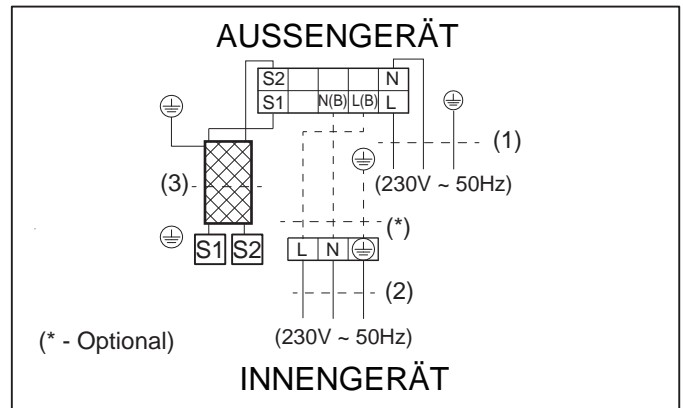 AUSSENGERÄT
S2 N
S1 N(B) L(B) L
(1)
(230V ~ 50Hz)
(3)
(*)
S1 S2 L N
(2)
(* - Optional) (230V ~ 50Hz)
INNENGERÄT